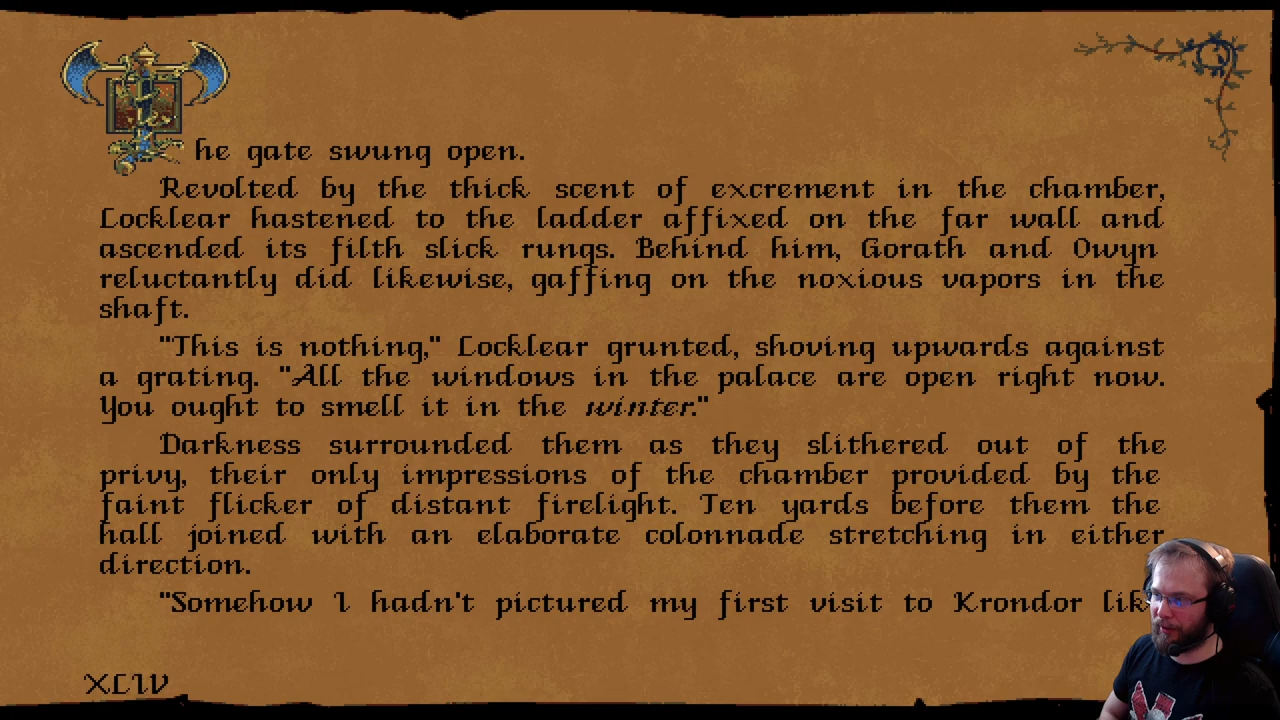 The gate swung open.
Revolted by the thick scent of excrement in the chamber,
Locklear hastened to the ladder affixed on the far wall and
ascended its filth slick rungs. Behind him, Gorath and Owyn
reluctantly did likewise, gaffing on the noxious vapors in the
shaft.
"This is nothing," Locklear grunted, shoving upwards against
a grating. "All the windows in the palace are open right now.
You ought to smell it in the winter."
Darkness surrounded them as they slithered out of the
privy, their only impressions of the chamber provided by the
faint flicker of distant firelight. Ten yards before them the
hall joined with an elaborate colonnade stretching in either
direction.
"Somehow I hadn't pictured my first visit to Krondor
XLIV